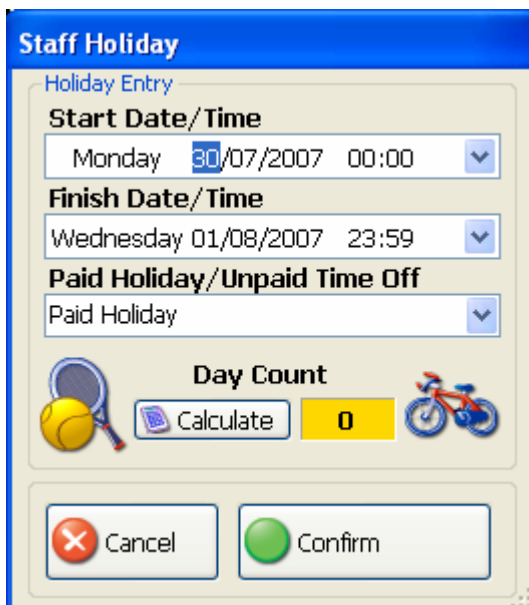 Staff Holiday
Holiday Entry
Start Date/Time
Monday 30/07/2007 00:00
Finish Date/Time
Wednesday 01/08/2007 23:59
Paid Holiday/Unpaid Time Off
Paid Holiday
Day Count
Calculate 0
Cancel Confirm